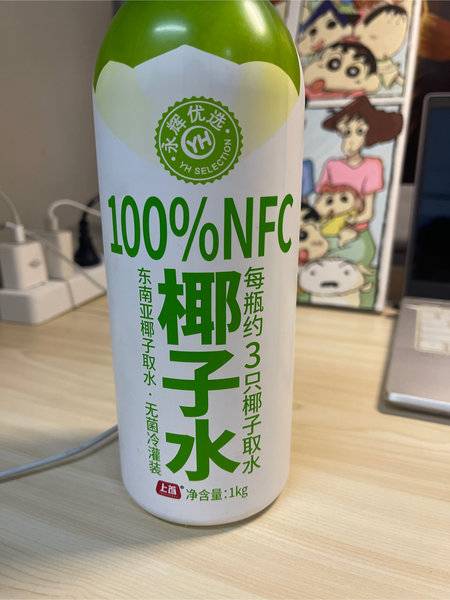 永辉优选
YH
YH SELECTION
100%NFC
椰子水
每瓶约3只椰子取水
东南亚椰子取水·无菌冷灌装
上首
净含量:1kg